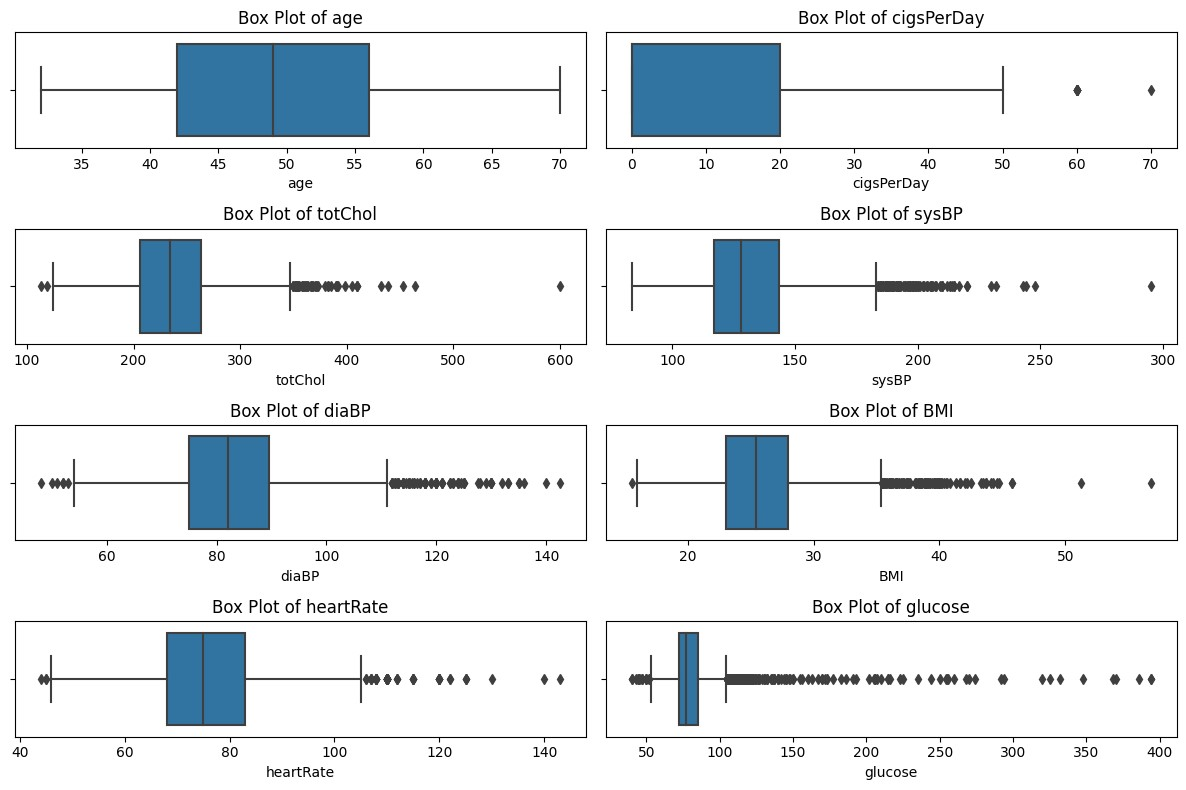 Box Plot of age
35 40 45 50 55 60 65 70
age
Box Plot of cigsPerDay
0 10 20 30 40 50 60 70
cigsPerDay
Box Plot of totChol
100 200 300 400 500 600
totChol
Box Plot of sysBP
100 150 200 250 300
sysBP
Box Plot of diaBP
60 80 100 120 140
diaBP
Box Plot of BMI
20 30 40 50
BMI
Box Plot of heartRate
40 60 80 100 120 140
heartRate
Box Plot of glucose
50 100 150 200 250 300 350 400
glucose